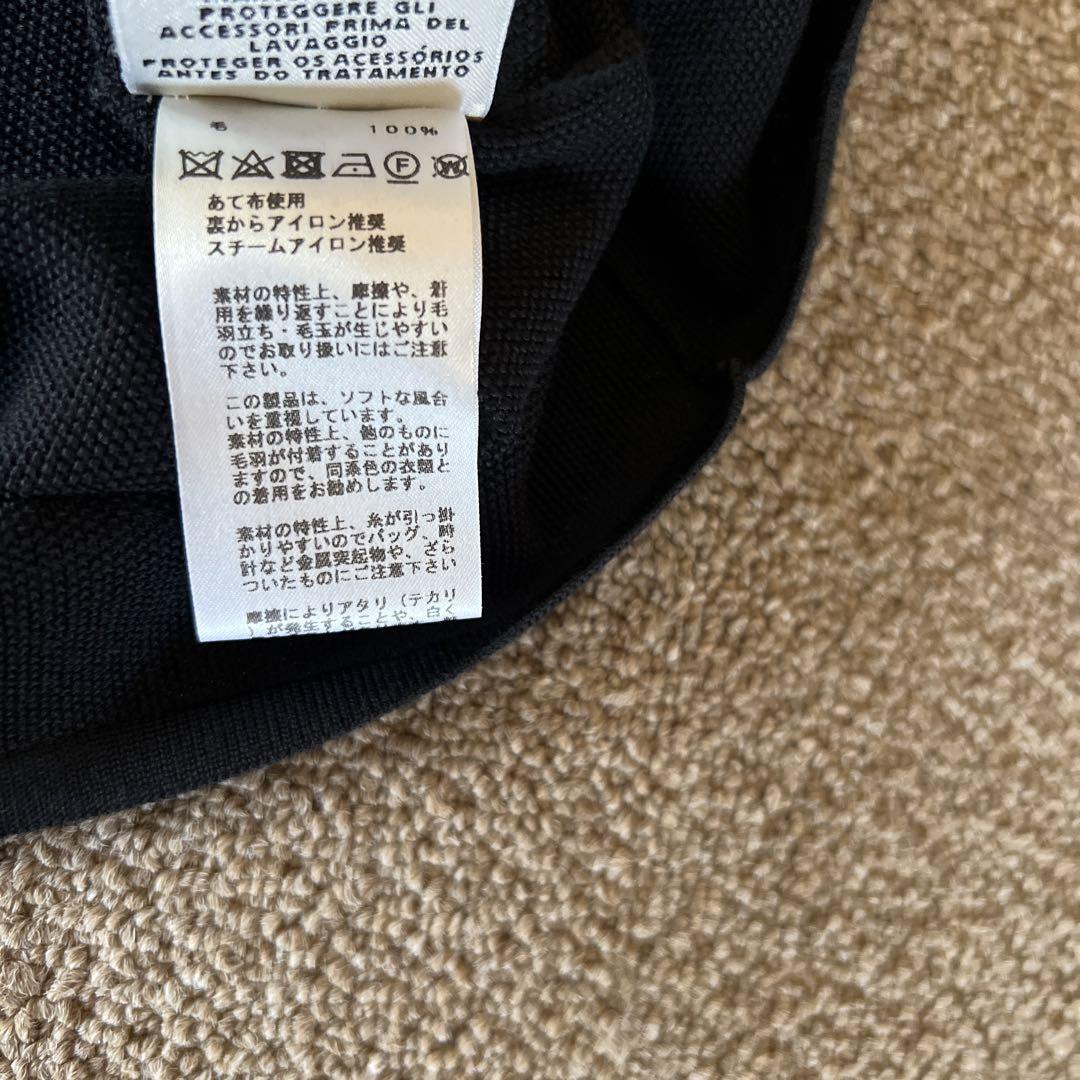 PROTEGGERE GLI
ACCESSORI PRIMA DEL
LAVAGGIO
PROTEGER OS ACESSÓRIOS
ANTES DO TRATAMENTO
毛 100%
F W
あて布使用
裏からアイロン推奨
スチームアイロン推奨
素材の特性上、摩擦や、着
用を繰り返すことにより毛
羽立ち・毛玉が生じやすい
のでお取り扱いにはご注意
下さい。
この製品は、ソフトな風合
いを重視しています。
素材の特性上、他のものに
毛羽が付着することがあり
ますので、同系色の衣類と
の着用をお勧めします。
素材の特性上、糸が引っ掛
かりやすいのでバッグ、時
計など金属突起物や、ざら
ついたものにご注意下さい
摩擦によりアタリ（テカリ
）が発生することや、白く